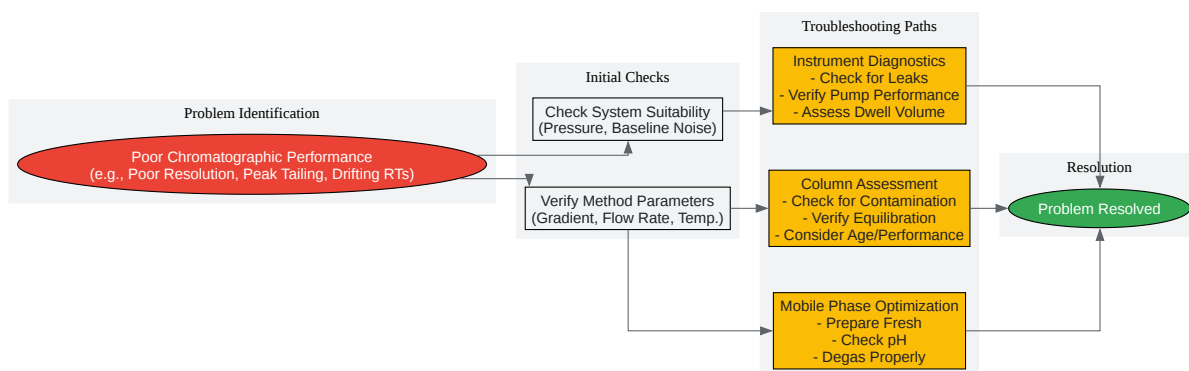 Problem Identification
Poor Chromatographic Performance
(e.g., Poor Resolution, Peak Tailing, Drifting RTs)
Initial Checks
Check System Suitability
(Pressure, Baseline Noise)
Verify Method Parameters
(Gradient, Flow Rate, Temp.)
Troubleshooting Paths
Instrument Diagnostics
- Check for Leaks
- Verify Pump Performance
- Assess Dwell Volume
Column Assessment
- Check for Contamination
- Verify Equilibration
- Consider Age/Performance
Mobile Phase Optimization
- Prepare Fresh
- Check pH
- Degas Properly
Resolution
Problem Resolved